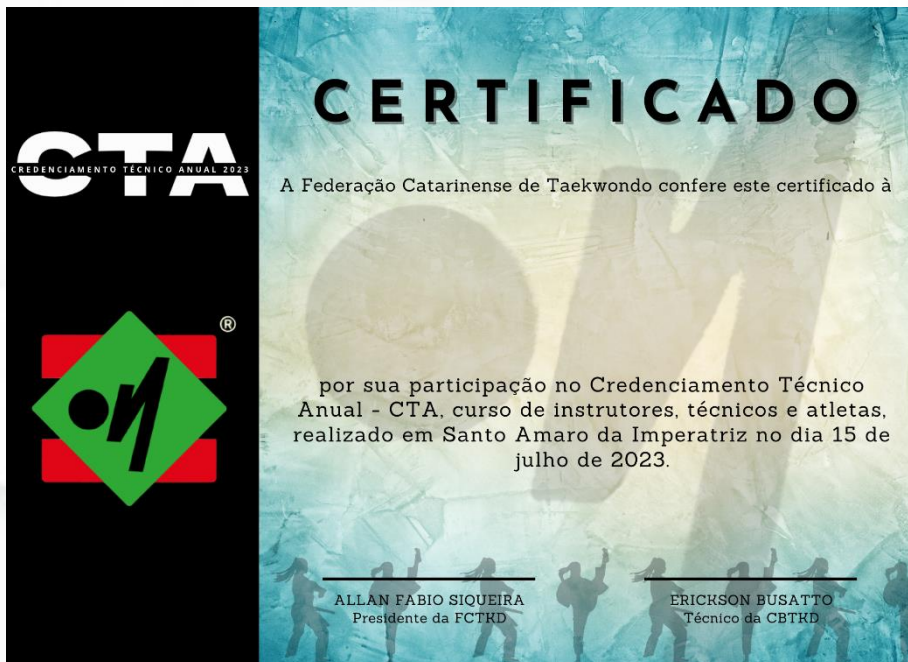 CERTIFICADO
CTA
CREDENCIAMENTO TÉCNICO ANUAL 2023
A Federação Catarinense de Taekwondo confere este certificado à
®
por sua participação no Credenciamento Técnico
Anual - CTA, curso de instrutores, técnicos e atletas,
realizado em Santo Amaro da Imperatriz no dia 15 de
julho de 2023.
ALLAN FABIO SIQUEIRA
Presidente da FCTKD
ERICKSON BUSATTO
Técnico da CBTKD